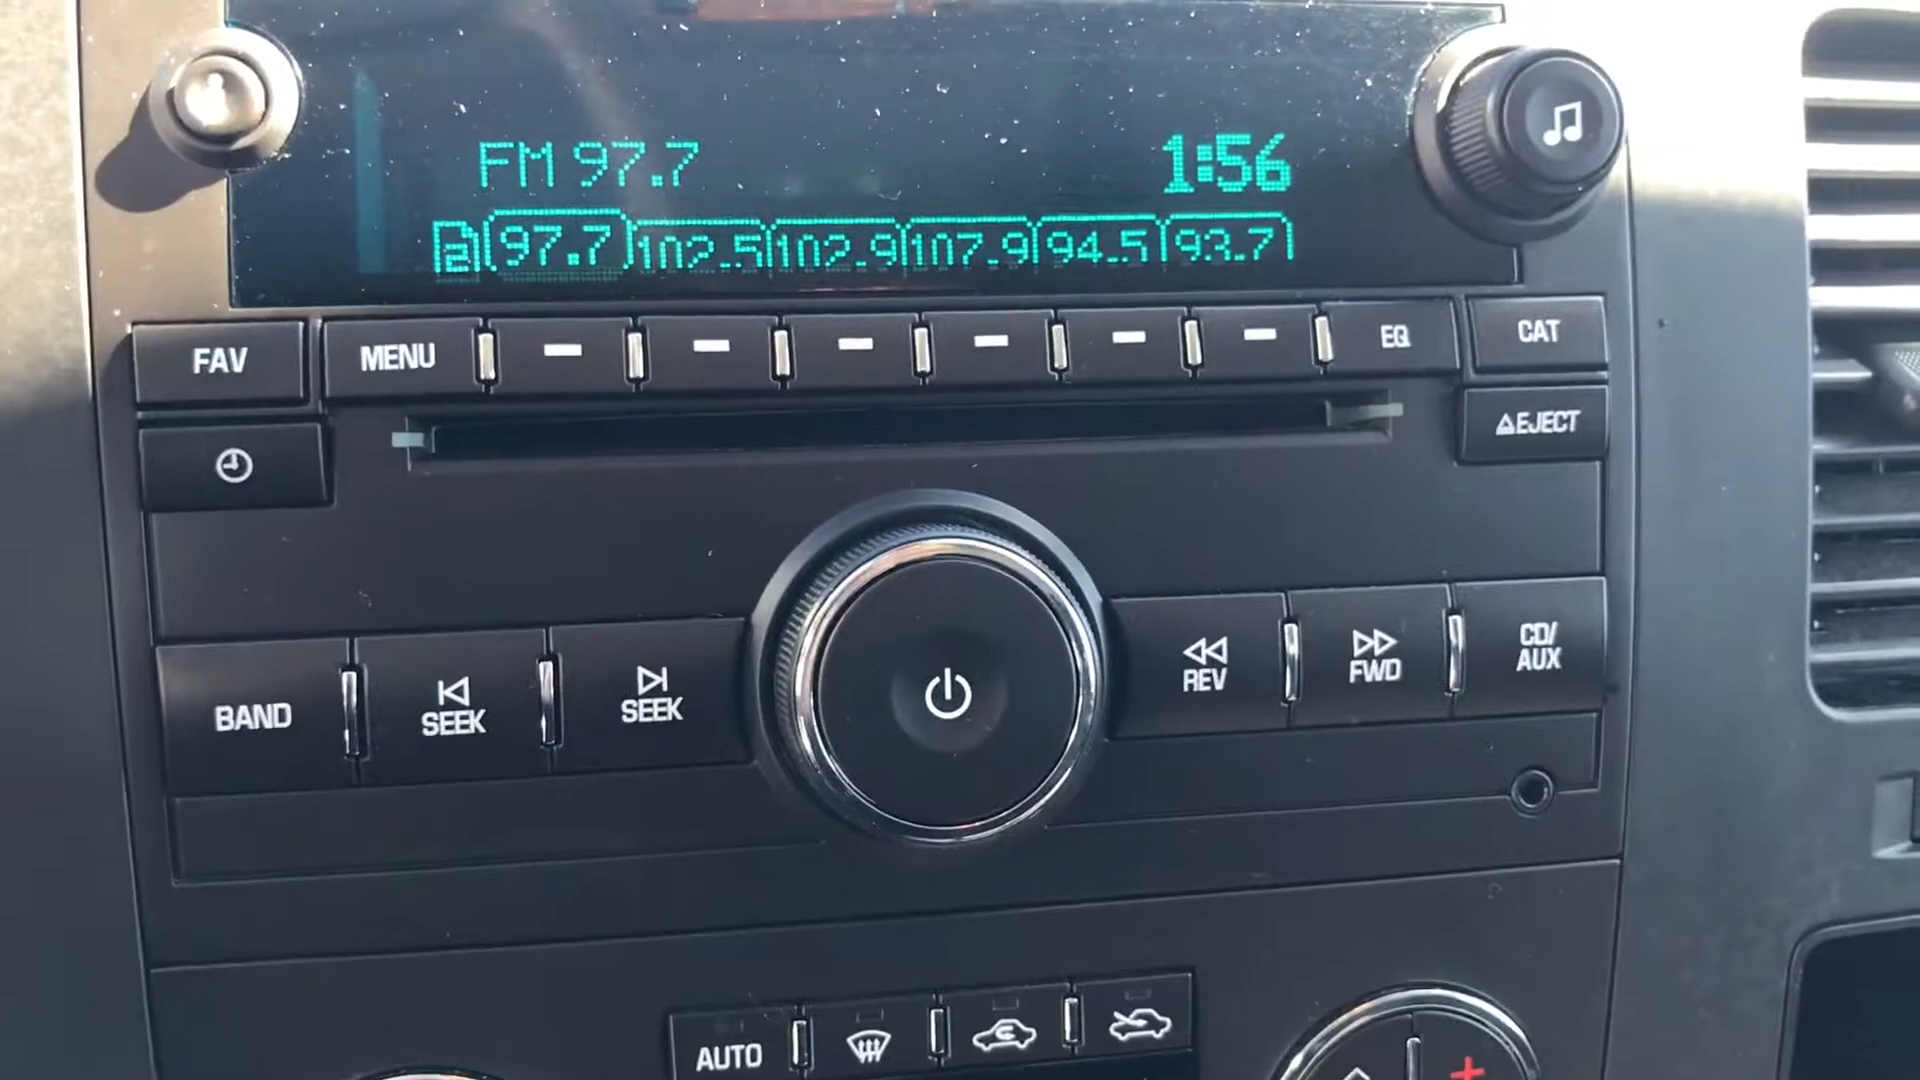 FM 97.7 1:56
2 97.7 102.5 102.9 107.9 94.5 93.7
FAV MENU EQ CAT
EJECT
BAND SEEK SEEK REV FWD CD/
AUX
AUTO